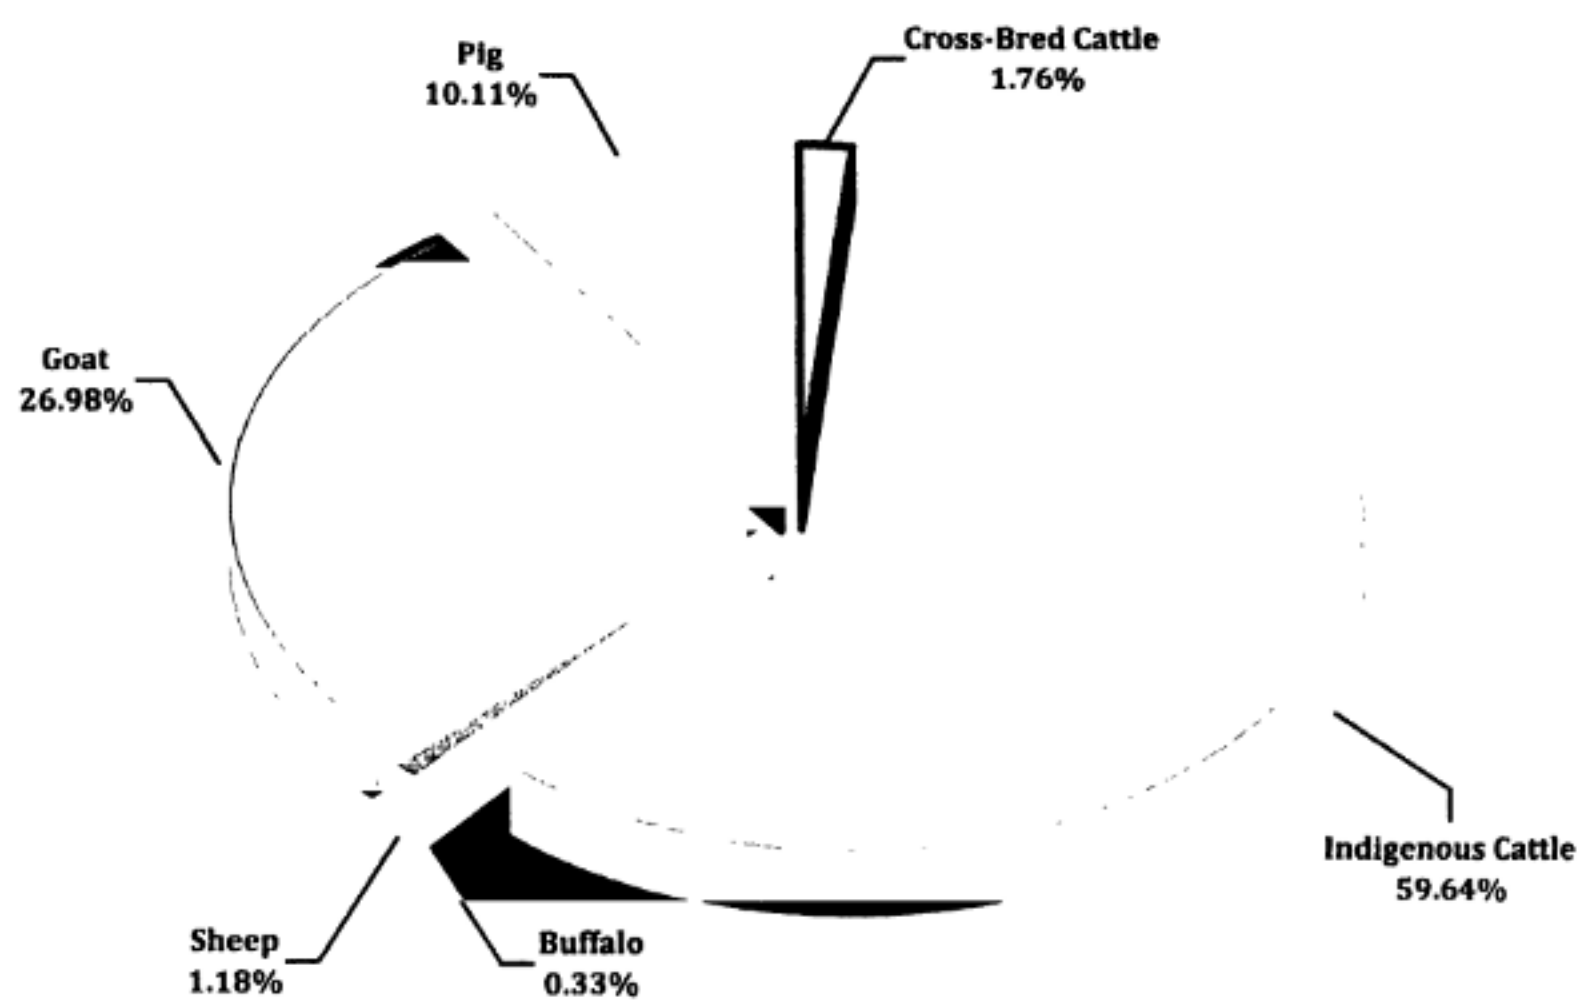 Cross-Bred Cattle
1.76%
Pig
10.11%
Goat
26.98%
Indigenous Cattle
59.64%
Sheep
1.18%
Buffalo
0.33%